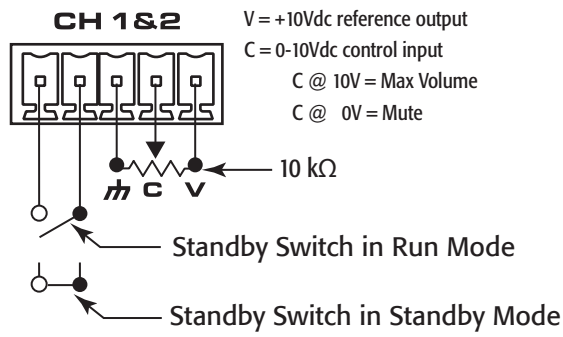 CH 1&2
V = +10Vdc reference output
C = 0-10Vdc control input
C @ 10V = Max Volume
C @ 0V = Mute
10 kΩ
C V
Standby Switch in Run Mode
Standby Switch in Standby Mode